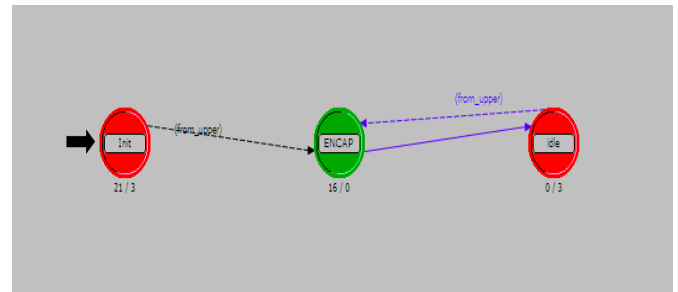 (from_upper)
(from_upper)
Init
ENCAP
idle
21 / 3
16 / 0
0 / 3